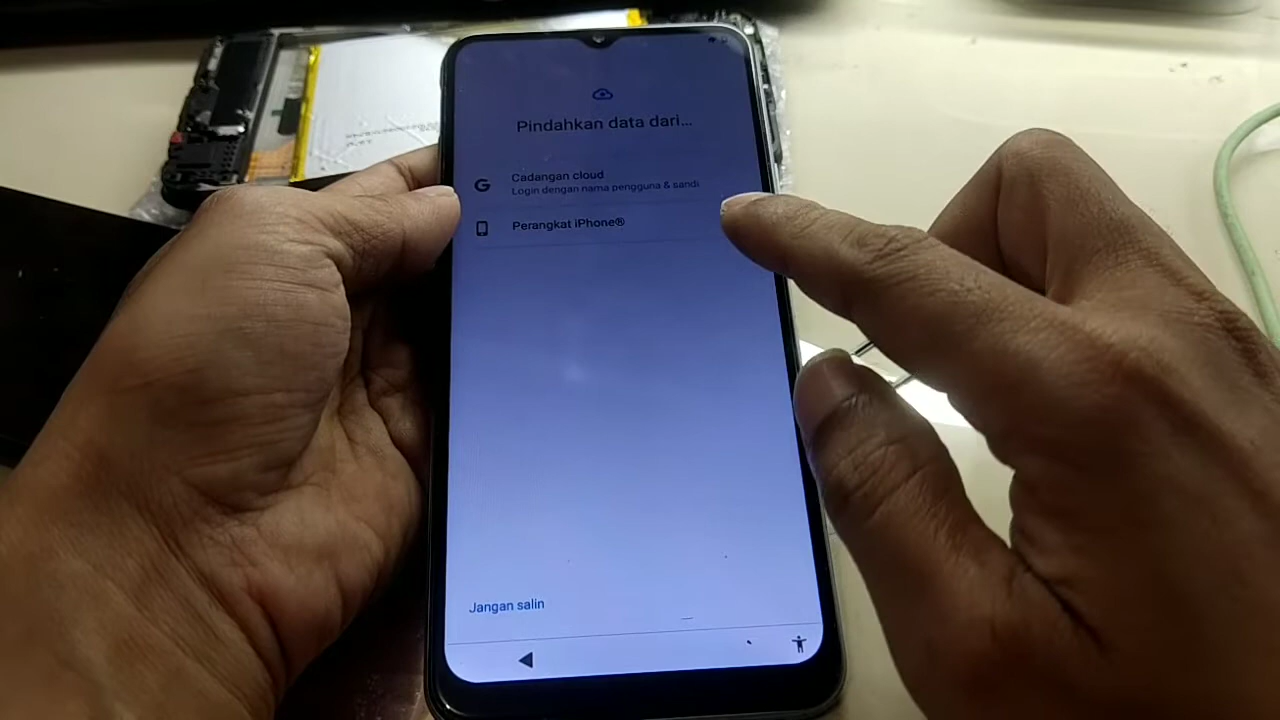 Pindahkan data dari...
Cadangan cloud
Login dengan nama pengguna & sandi
Perangkat iPhone®
Jangan salin